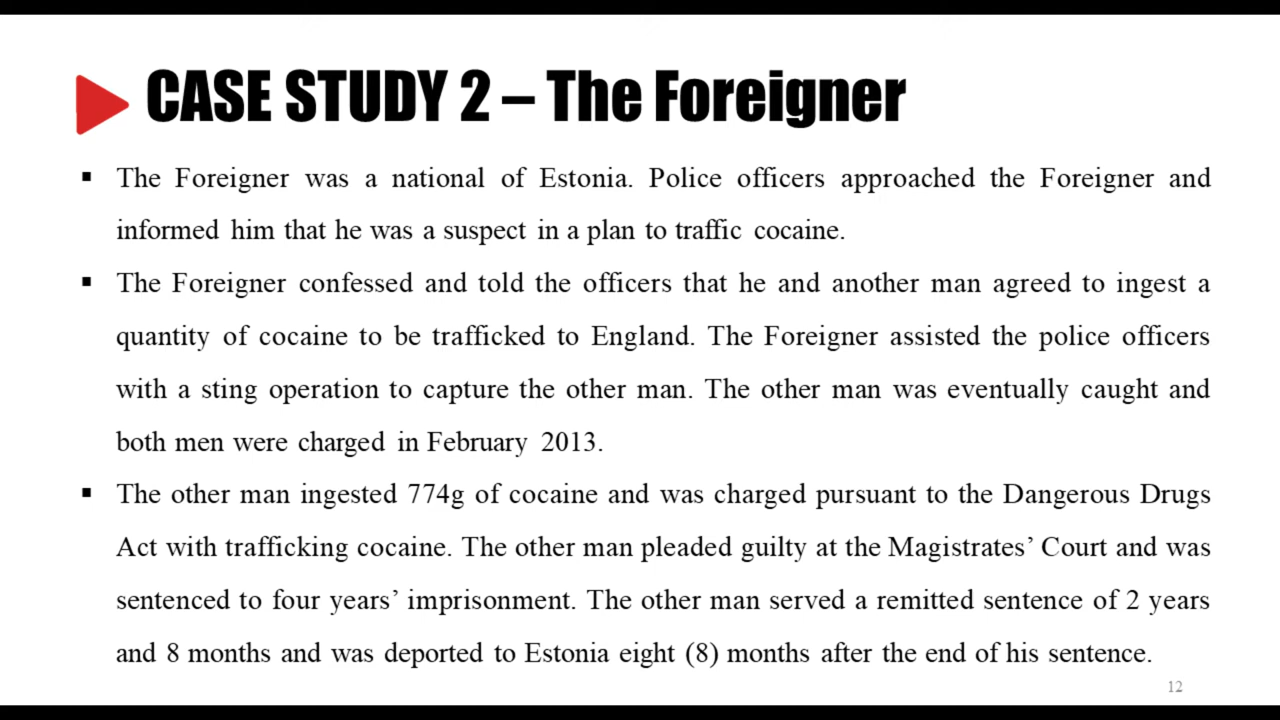 CASE STUDY 2 – The Foreigner
▪ The Foreigner was a national of Estonia. Police officers approached the Foreigner and
informed him that he was a suspect in a plan to traffic cocaine.
▪ The Foreigner confessed and told the officers that he and another man agreed to ingest a
quantity of cocaine to be trafficked to England. The Foreigner assisted the police officers
with a sting operation to capture the other man. The other man was eventually caught and
both men were charged in February 2013.
▪ The other man ingested 774g of cocaine and was charged pursuant to the Dangerous Drugs
Act with trafficking cocaine. The other man pleaded guilty at the Magistrates’ Court and was
sentenced to four years’ imprisonment. The other man served a remitted sentence of 2 years
and 8 months and was deported to Estonia eight (8) months after the end of his sentence.
12